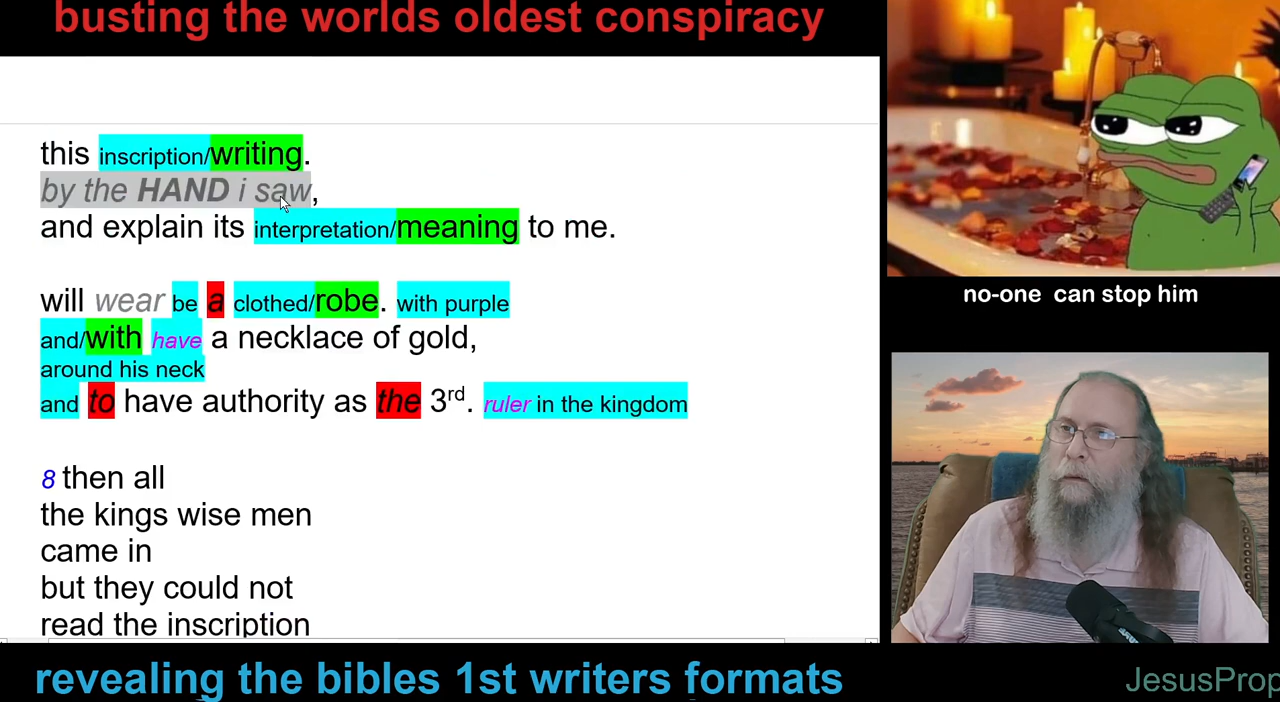 busting the worlds oldest conspiracy
this inscription/writing.
by the HAND i saw,
and explain its interpretation/meaning to me.
will wear be a clothed/robe. with purple
and/with have a necklace of gold,
around his neck
and to have authority as the 3rd. ruler in the kingdom
8 then all
the kings wise men
came in
but they could not
read the inscription
no-one can stop him
revealing the bibles 1st writers formats
JesusProp